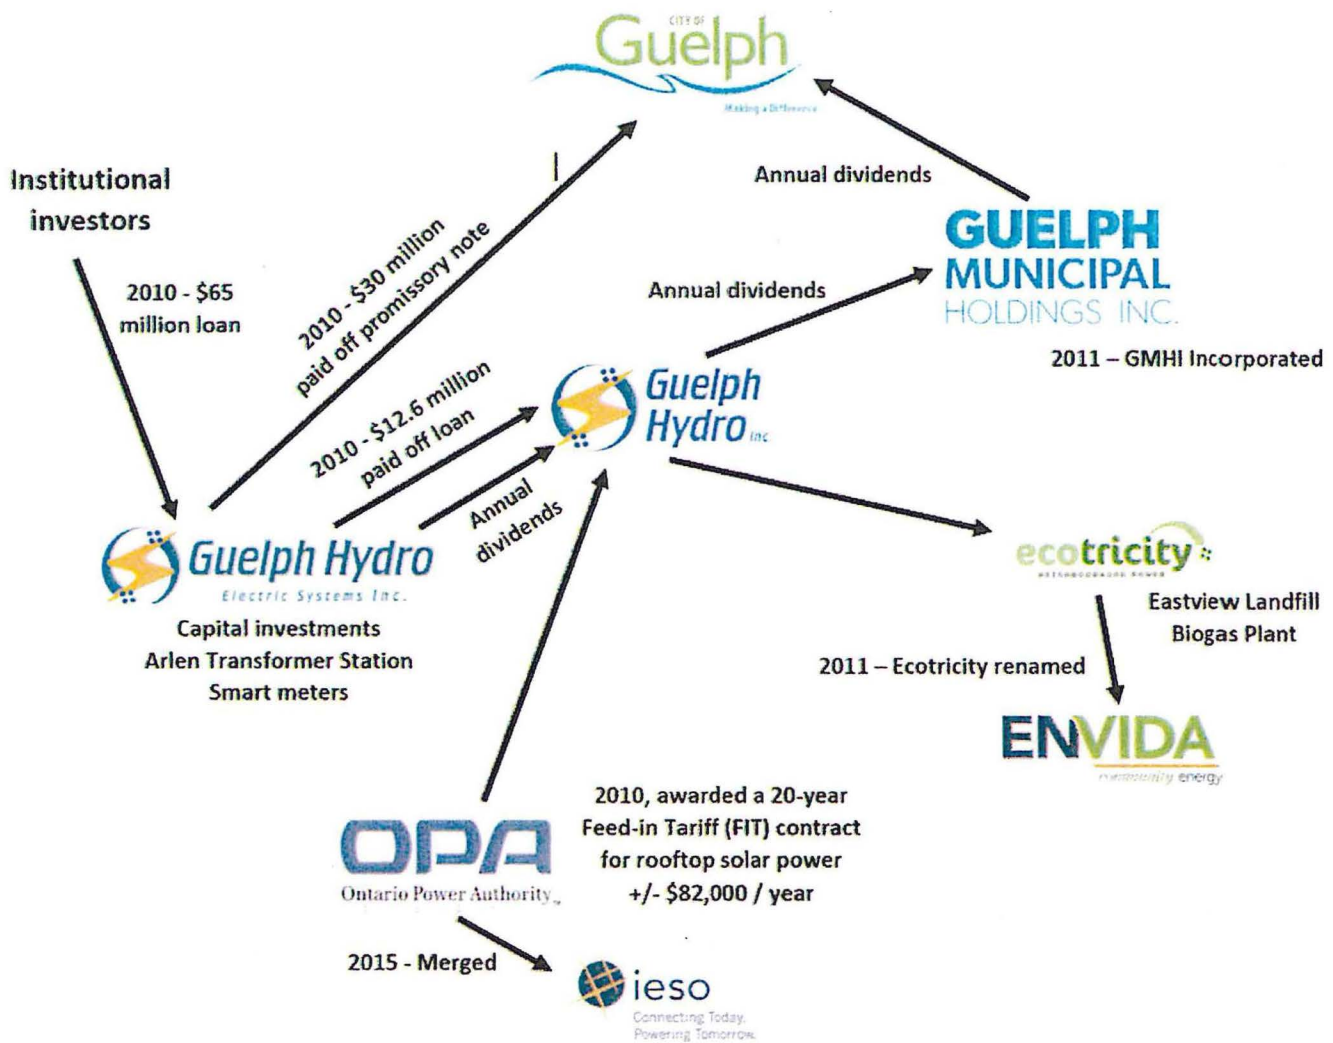 CITY OF
Guelph
Making a Difference
Annual dividends
Institutional
investors
GUELPH
MUNICIPAL
HOLDINGS INC.
2011 – GMHI Incorporated
2010 - $65
million loan
2010 - $30 million
paid off promissory note
Annual dividends
Guelph
Hydro Inc.
2010 - $12.6 million
paid off loan
Annual
dividends
Guelph Hydro
Electric Systems Inc.
Capital investments
Arlen Transformer Station
Smart meters
ecotricity
Eastview Landfill
Biogas Plant
2011 – Ecotricity renamed
ENVIDA
community energy
OPA
Ontario Power Authority
2010, awarded a 20-year
Feed-in Tariff (FIT) contract
for rooftop solar power
+/- $82,000 / year
2015 - Merged
ieso
Connecting Today.
Powering Tomorrow.